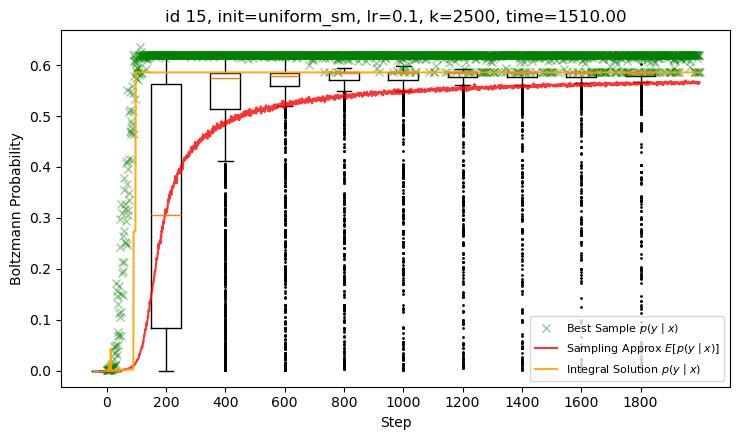 id 15, init=uniform_sm, lr=0.1, k=2500, time=1510.00
Boltzmann Probability
0.6
0.5
0.4
0.3
0.2
0.1
0.0
Best Sample p(y | x)
Sampling Approx E[p(y | x)]
Integral Solution p(y | x)
0 200 400 600 800 1000 1200 1400 1600 1800
Step